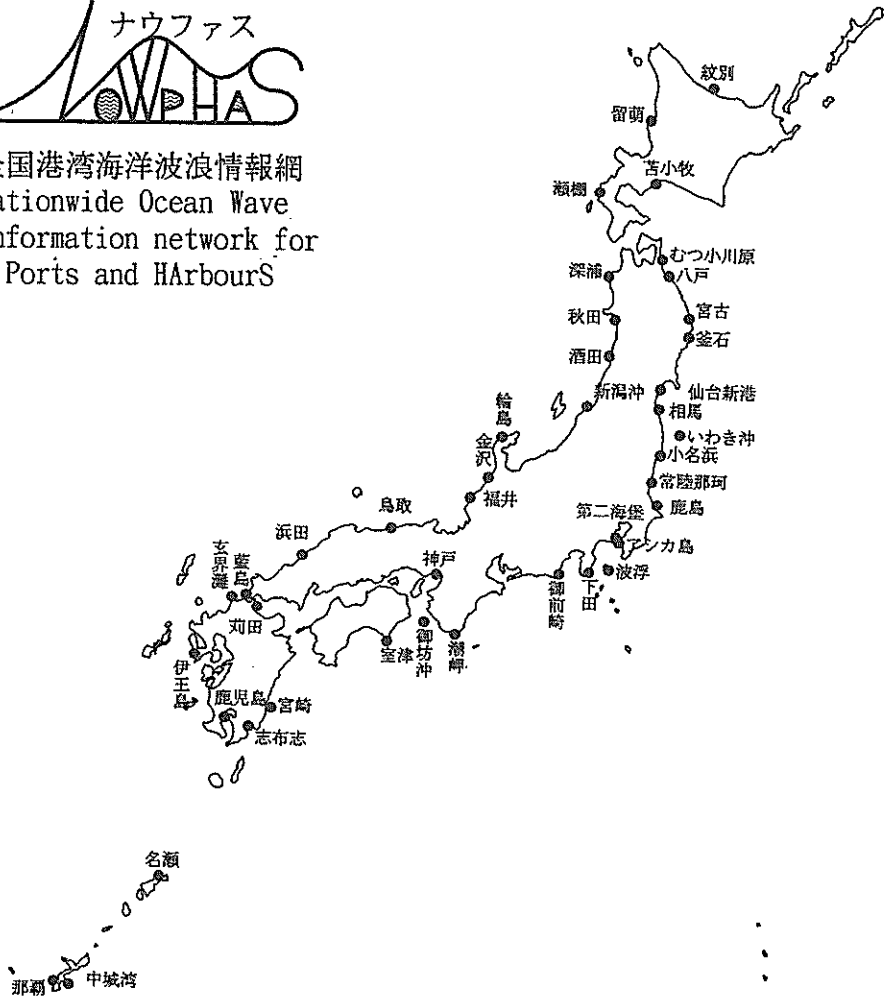 ナウファス
NOWPHAS
全国港湾海洋波浪情報網
ationwide Ocean Wave
nformation network for
Ports and HArbourS
紋別
留萌
苫小牧
瀬棚
むつ小川原
深浦
八戸
秋田
宮古
釜石
酒田
新潟沖
仙台新港
相馬
輪島
いわき沖
金沢
小名浜
福井
常陸那珂
鹿島
鳥取
第二海堡
アシカ島
浜田
神戸
波浮
玄界灘
藍島
下田
御前崎
苅田
御坊沖
潮岬
室津
伊王島
鹿児島
宮崎
志布志
名瀬
那覇
中城湾